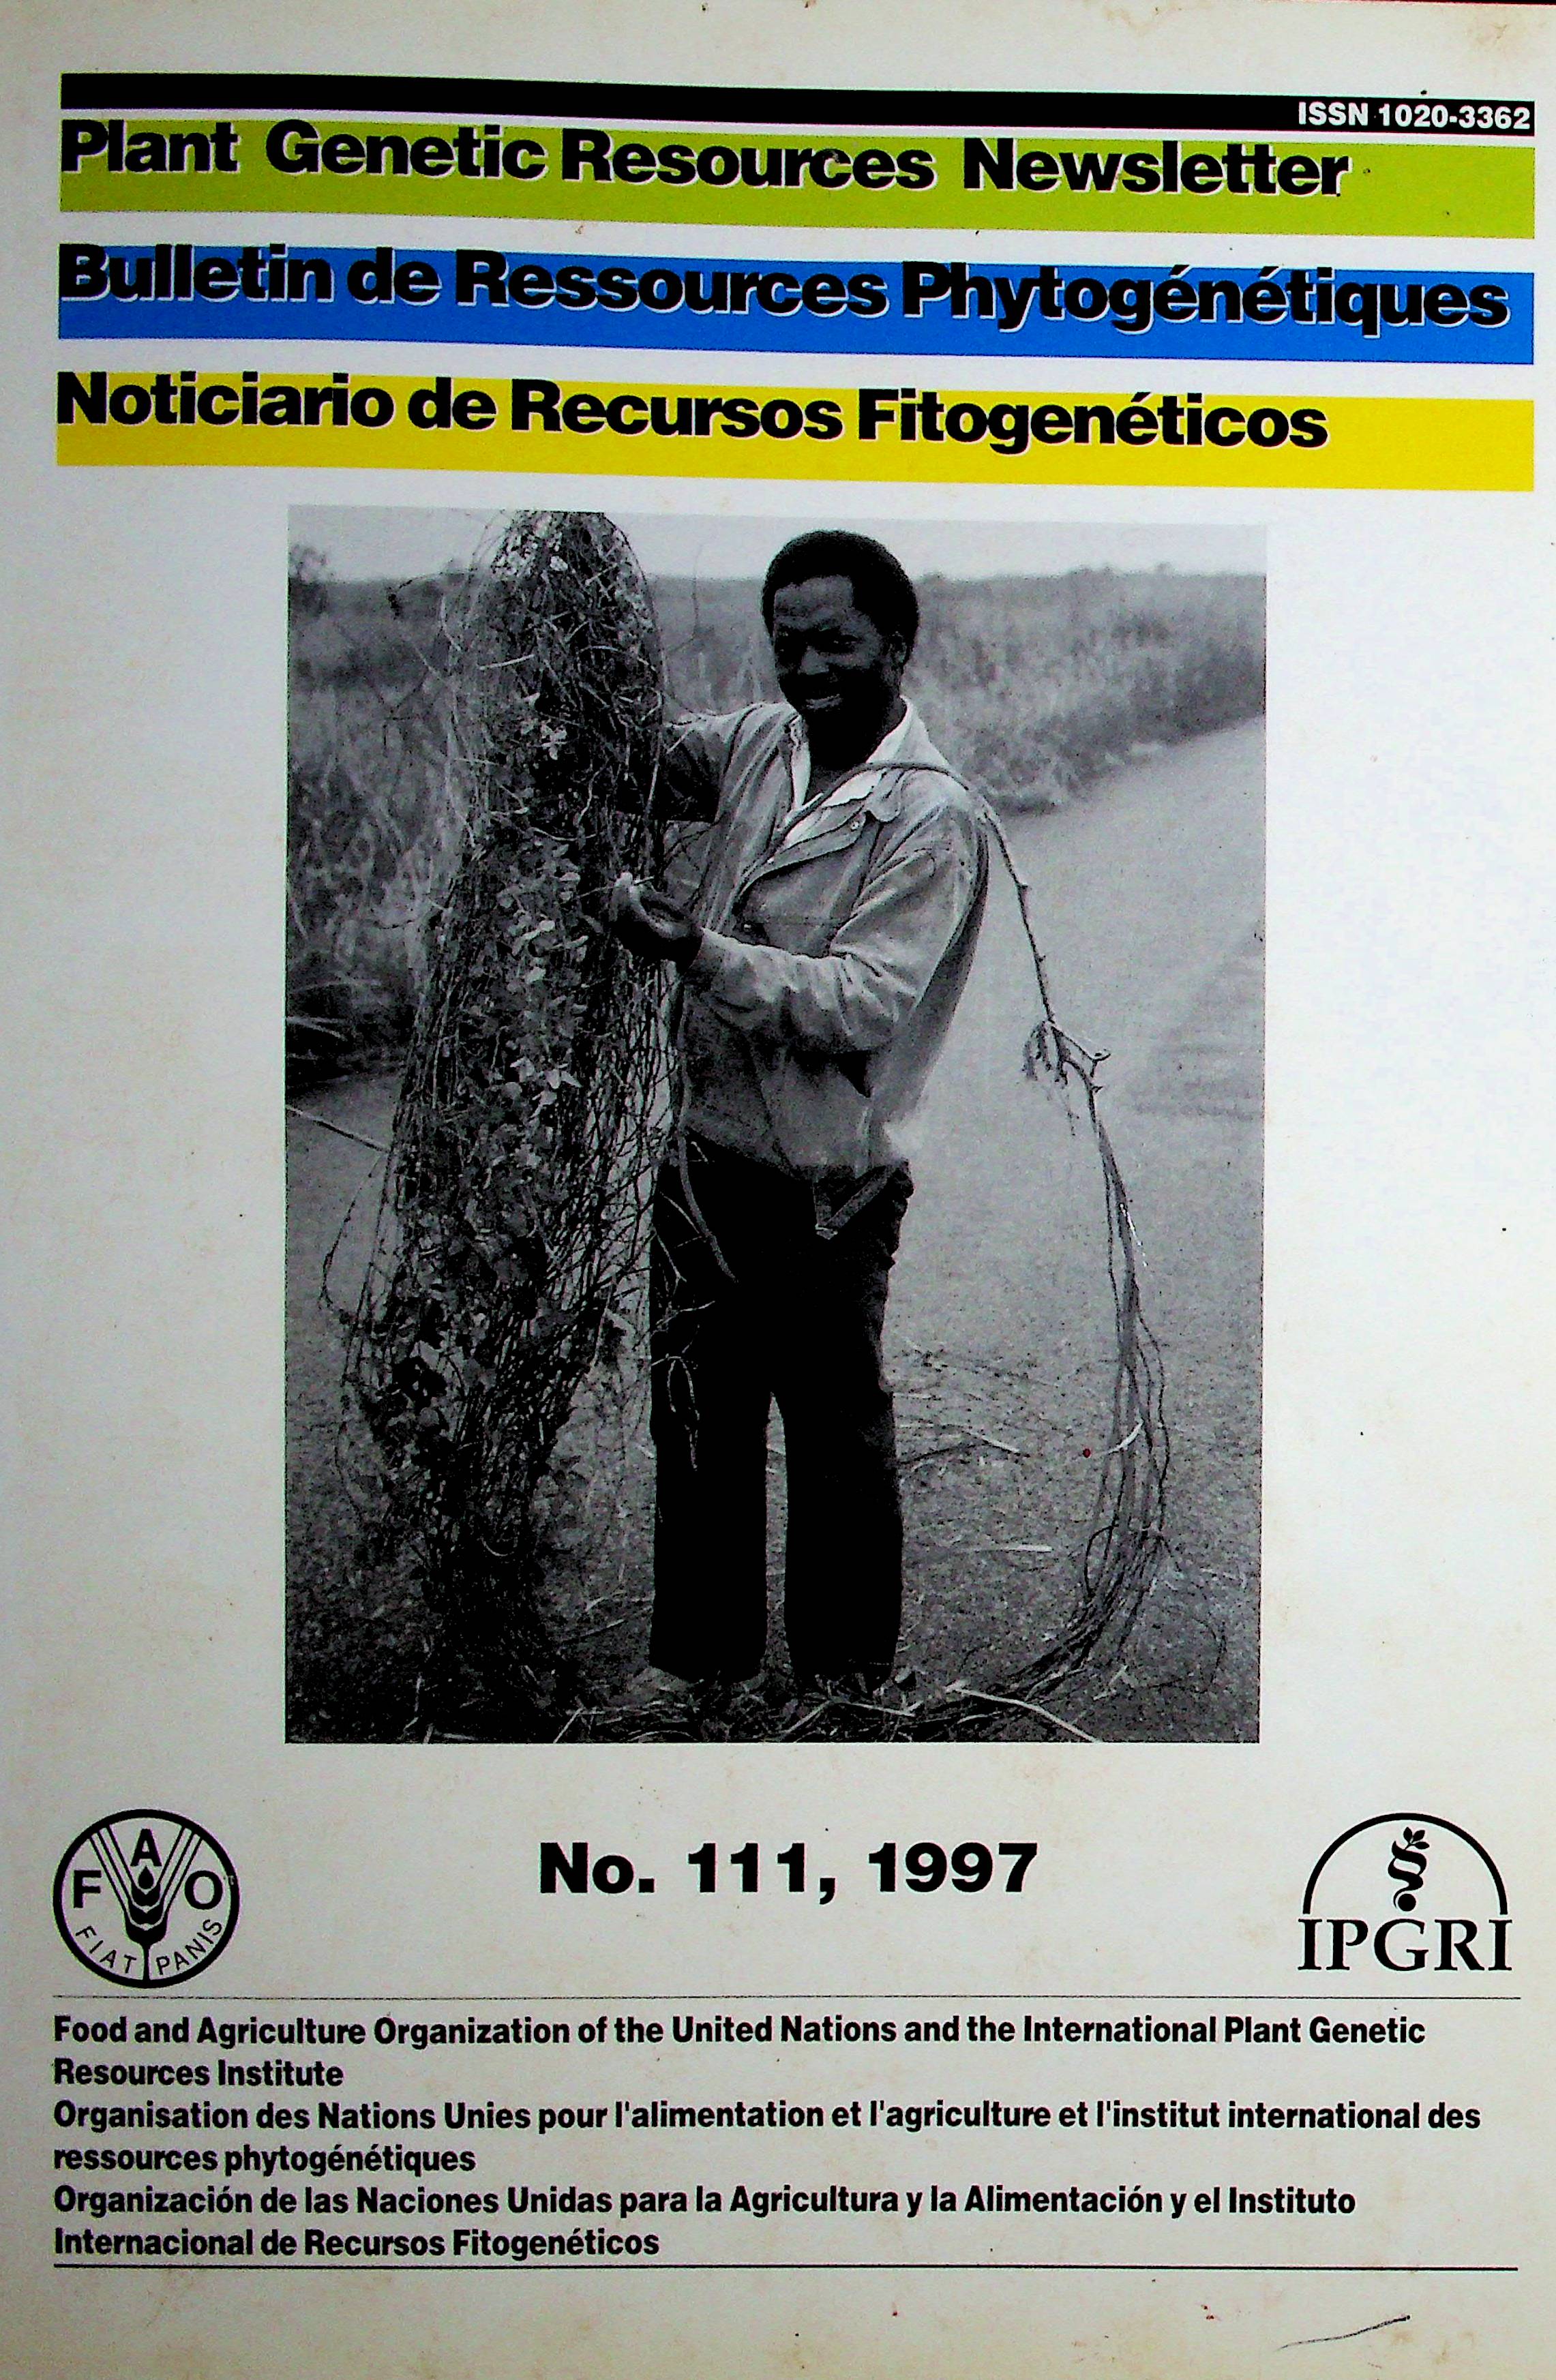 ISSN 1020-3362
Plant Genetic Resources Newsletter
Bulletin de Ressources Phytogénétiques
Noticiario de Recursos Fitogenéticos
No. 111, 1997
F A O
FIAT PANIS
IPGRI
Food and Agriculture Organization of the United Nations and the International Plant Genetic
Resources Institute
Organisation des Nations Unies pour l'alimentation et l'agriculture et l'institut international des
ressources phytogénétiques
Organización de las Naciones Unidas para la Agricultura y la Alimentación y el Instituto
Internacional de Recursos Fitogenéticos